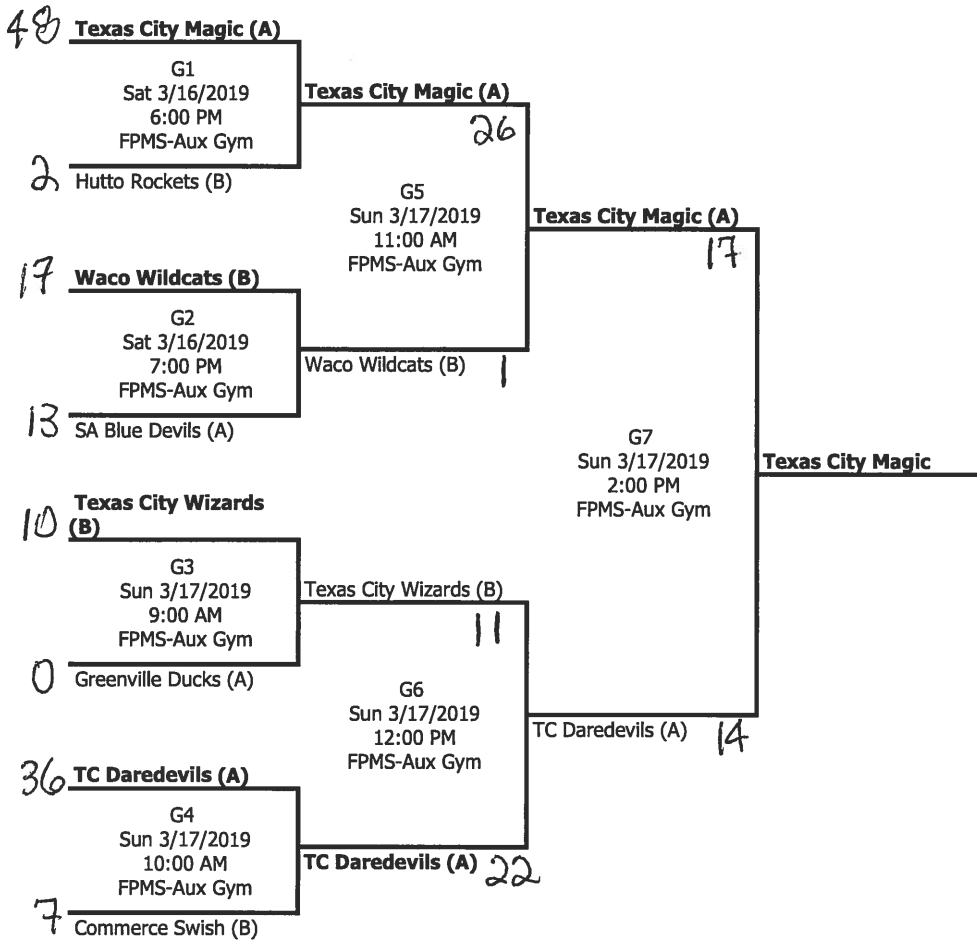 48 Texas City Magic (A)
G1
Sat 3/16/2019
6:00 PM
FPMS-Aux Gym
2 Hutto Rockets (B)
Texas City Magic (A)
26
G5
Sun 3/17/2019
11:00 AM
FPMS-Aux Gym
17 Waco Wildcats (B)
G2
Sat 3/16/2019
7:00 PM
FPMS-Aux Gym
13 SA Blue Devils (A)
Waco Wildcats (B) 1
Texas City Magic (A)
17
G7
Sun 3/17/2019
2:00 PM
FPMS-Aux Gym
Texas City Magic
10 Texas City Wizards
(B)
G3
Sun 3/17/2019
9:00 AM
FPMS-Aux Gym
0 Greenville Ducks (A)
Texas City Wizards (B)
11
G6
Sun 3/17/2019
12:00 PM
FPMS-Aux Gym
TC Daredevils (A) 14
36 TC Daredevils (A)
G4
Sun 3/17/2019
10:00 AM
FPMS-Aux Gym
7 Commerce Swish (B)
TC Daredevils (A) 22